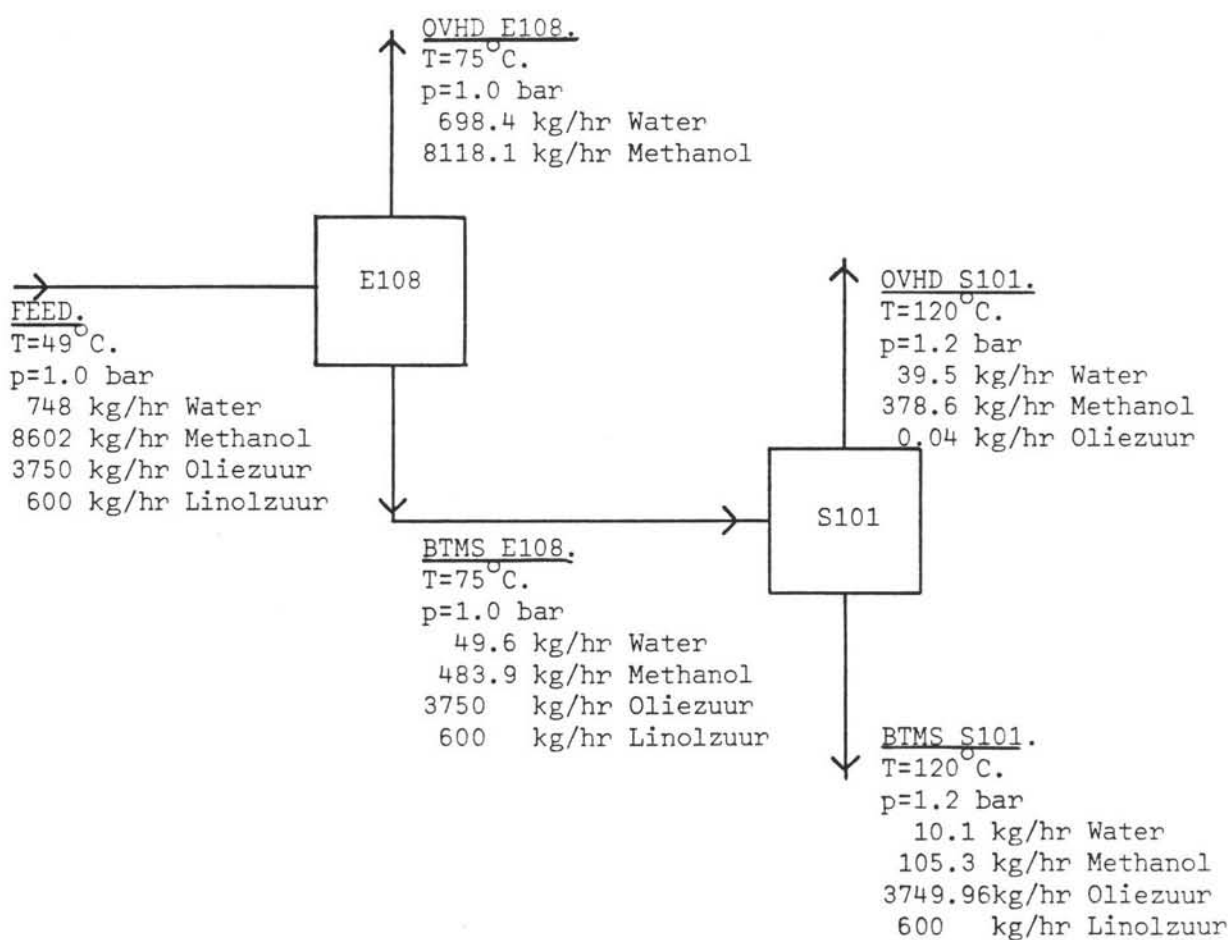 OVHD E108.
T=75°C.
p=1.0 bar
698.4 kg/hr Water
8118.1 kg/hr Methanol
E108
FEED.
T=49°C.
p=1.0 bar
748 kg/hr Water
8602 kg/hr Methanol
3750 kg/hr Oliezuur
600 kg/hr Linolzuur
OVHD S101.
T=120°C.
p=1.2 bar
39.5 kg/hr Water
378.6 kg/hr Methanol
0.04 kg/hr Oliezuur
S101
BTMS E108.
T=75°C.
p=1.0 bar
49.6 kg/hr Water
483.9 kg/hr Methanol
3750 kg/hr Oliezuur
600 kg/hr Linolzuur
BTMS S101.
T=120°C.
p=1.2 bar
10.1 kg/hr Water
105.3 kg/hr Methanol
3749.96kg/hr Oliezuur
600 kg/hr Linolzuur